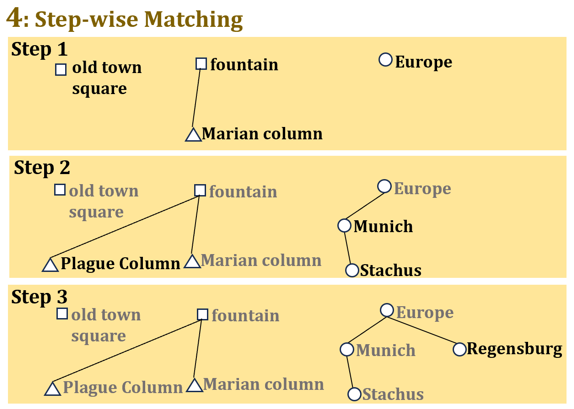 4: Step-wise Matching
Step 1
old town
square
fountain
Europe
Marian column
Step 2
old town
square
fountain
Europe
Munich
Plague Column
Marian column
Stachus
Step 3
old town
square
fountain
Europe
Munich
Regensburg
Plague Column
Marian column
Stachus